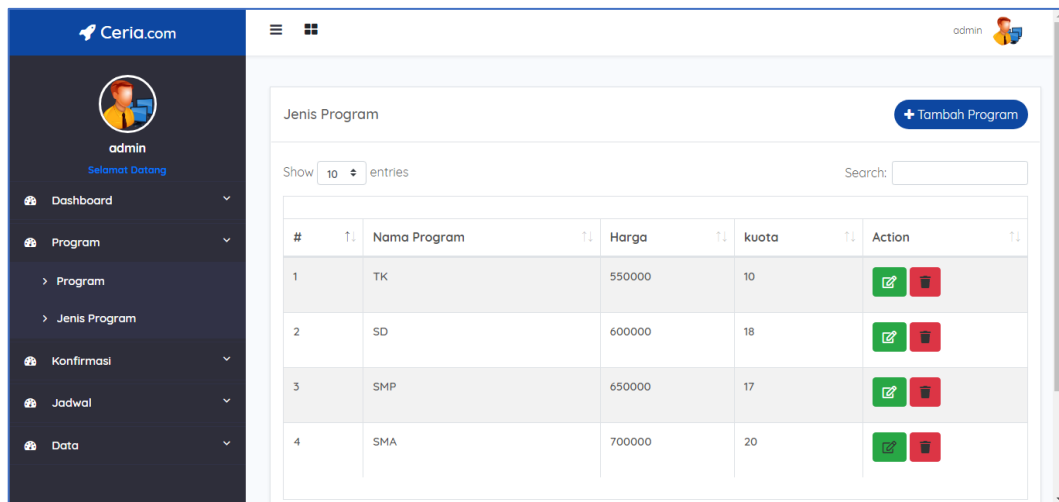 Ceria.com
admin
admin
Selamat Datang
Dashboard
Program
Program
Jenis Program
Konfirmasi
Jadwal
Data
Jenis Program
Tambah Program
Show 10 entries
Search:
# Nama Program Harga kuota Action
1 TK 550000 10
2 SD 600000 18
3 SMP 650000 17
4 SMA 700000 20